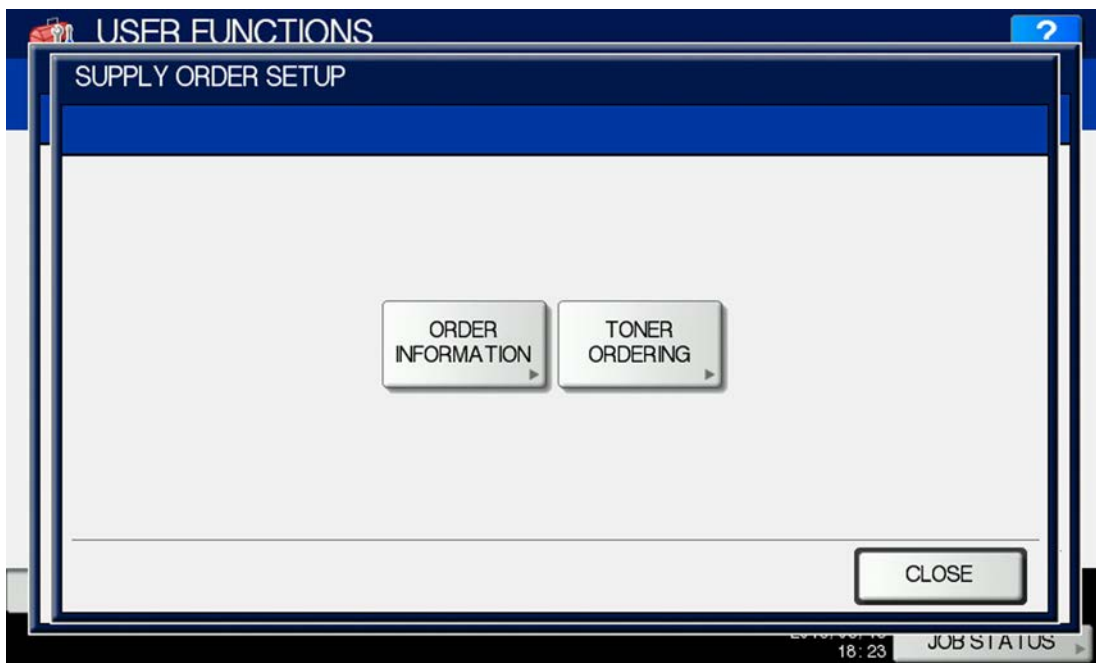 USER FUNCTIONS
?
SUPPLY ORDER SETUP
ORDER
INFORMATION
TONER
ORDERING
CLOSE
18:23
JOB STATUS